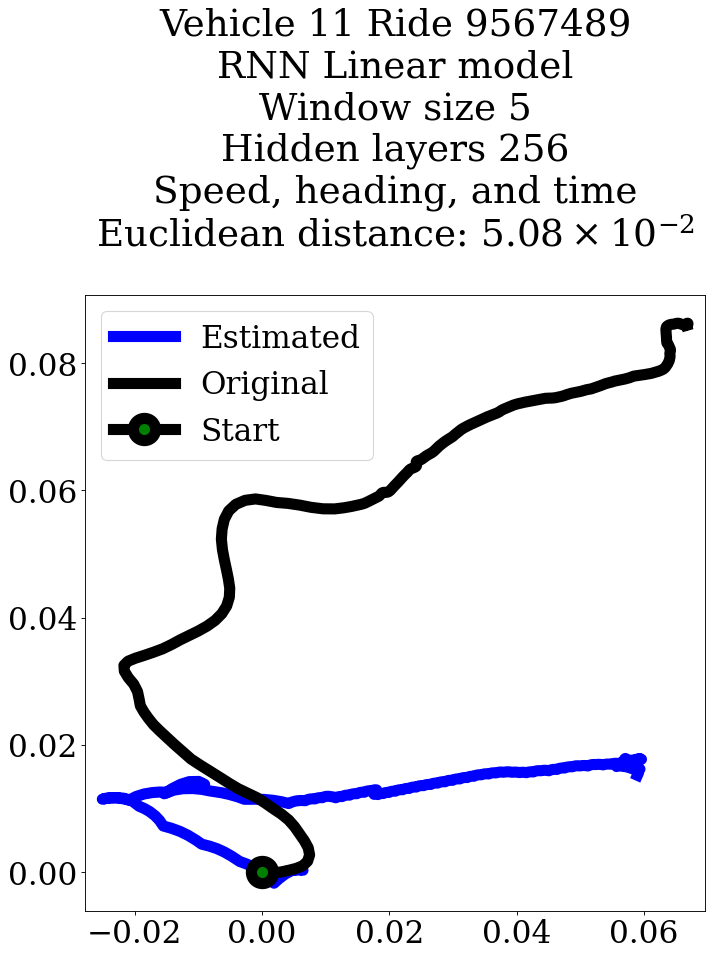 Vehicle 11 Ride 9567489
RNN Linear model
Window size 5
Hidden layers 256
Speed, heading, and time
Euclidean distance: 5.08 × 10⁻²
Estimated
Original
Start
0.08
0.06
0.04
0.02
0.00
−0.02 0.00 0.02 0.04 0.06